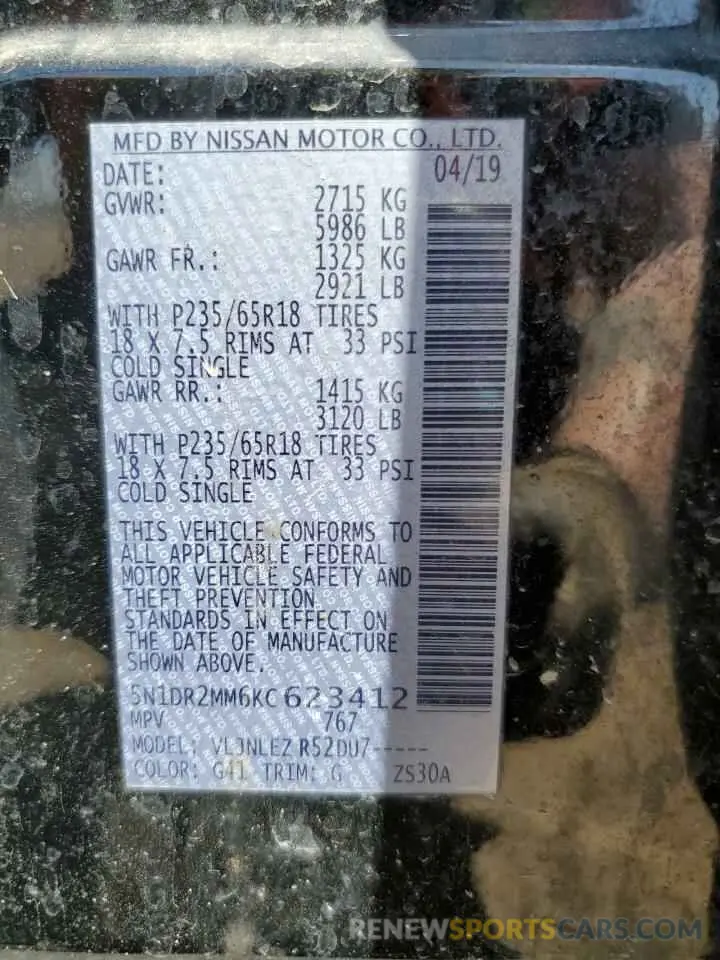 MFD BY NISSAN MOTOR CO., LTD.
DATE: 04/19
GVWR: 2715 KG
5986 LB
GAWR FR.: 1325 KG
2921 LB
WITH P235/65R18 TIRES
18 X 7.5 RIMS AT 33 PSI
COLD SINGLE
GAWR RR.: 1415 KG
3120 LB
WITH P235/65R18 TIRES
18 X 7.5 RIMS AT 33 PSI
COLD SINGLE
THIS VEHICLE CONFORMS TO
ALL APPLICABLE FEDERAL
MOTOR VEHICLE SAFETY AND
THEFT PREVENTION
STANDARDS IN EFFECT ON
THE DATE OF MANUFACTURE
SHOWN ABOVE.
5N1DR2MM6KC623412
MPV 767
MODEL: VLJNLEZ R52DU7-----
COLOR: G41 TRIM: G ZS30A
RENEWSPORTSCARS.COM